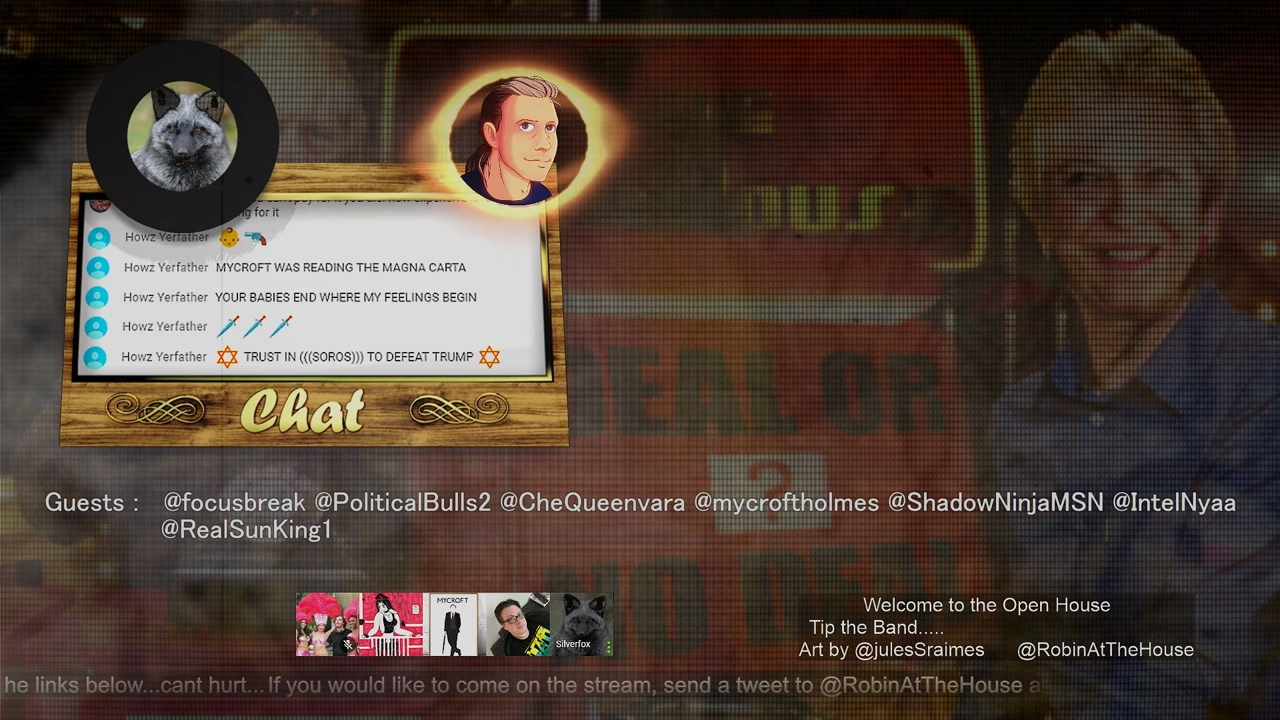 ng for it
Howz Yerfather 👶 🔫
Howz Yerfather MYCROFT WAS READING THE MAGNA CARTA
Howz Yerfather YOUR BABIES END WHERE MY FEELINGS BEGIN
Howz Yerfather 🗡 🗡 🗡
Howz Yerfather 🔯 TRUST IN (((SOROS))) TO DEFEAT TRUMP 🔯
Chat
DEAL OR
?
NO DEAL
Guests : @focusbreak @PoliticalBulls2 @CheQueenvara @mycroftholmes @ShadowNinjaMSN @IntelNyaa
@RealSunKing1
MYCROFT
Silverfox
Welcome to the Open House
Tip the Band.....
Art by @julesSraimes @RobinAtTheHouse
he links below...cant hurt... If you would like to come on the stream, send a tweet to @RobinAtTheHouse a